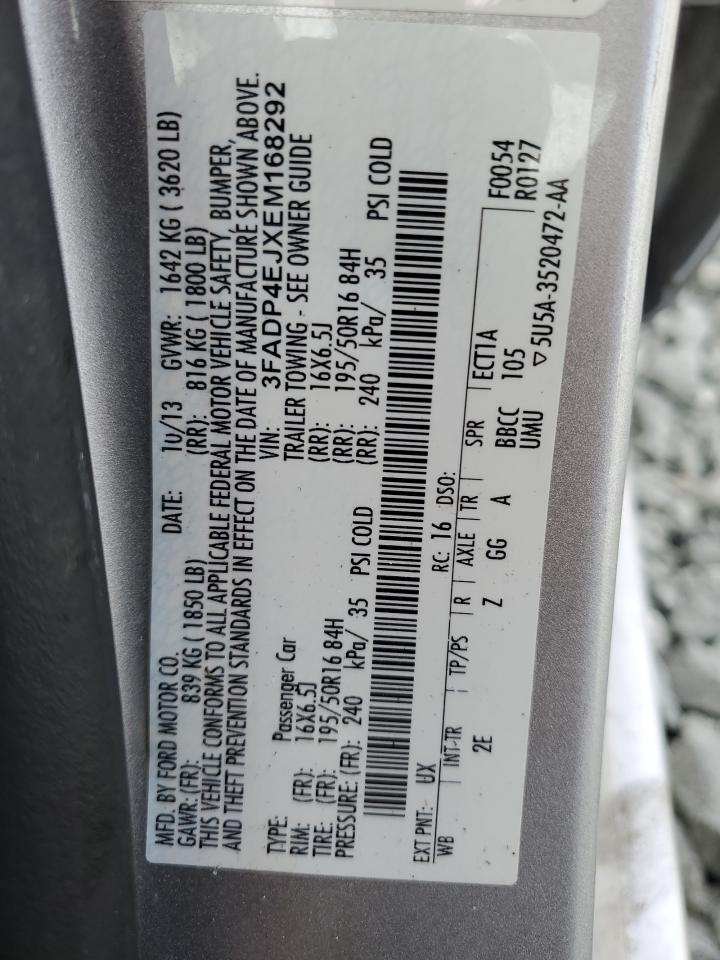 MFD. BY FORD MOTOR CO. DATE: 10/13 GVWR: 1642 KG ( 3620 LB)
GAWR: (FR): 839 KG ( 1850 LB) (RR): 816 KG ( 1800 LB)
THIS VEHICLE CONFORMS TO ALL APPLICABLE FEDERAL MOTOR VEHICLE SAFETY, BUMPER,
AND THEFT PREVENTION STANDARDS IN EFFECT ON THE DATE OF MANUFACTURE SHOWN ABOVE.
VIN: 3FADP4EJXEM168292
TYPE: Passenger Car TRAILER TOWING - SEE OWNER GUIDE
RIM: (FR): 16X6.5J (RR): 16X6.5J
TIRE: (FR): 195/50R16 84H (RR): 195/50R16 84H
PRESSURE: (FR): 240 kPa/ 35 PSI COLD (RR): 240 kPa/ 35 PSI COLD
EXT PNT: UX RC: 16 DSO: F0054
WB INT-TR TP/PS R AXLE TR SPR R0127
2E Z GG A BBCC ECT1A
UMU 105
▽5U5A-3520472-AA